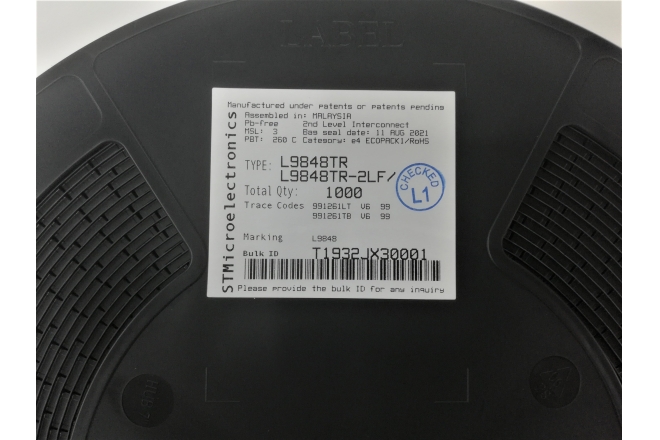 LABEL
Manufactured under patents or patents pending
Assembled in: MALAYSIA
Pb-free 2nd Level Interconnect
MSL: 3 Bag seal date: 11 AUG 2021
PBT: 260 C Category: e4 ECOPACK1/RoHS
TYPE: L9848TR
L9848TR-2LF/
Total Qty: 1000
Trace Codes 991261LT V6 99
991261TB V6 99
Marking L9848
Bulk ID T1932JX30001
Please provide the bulk ID for any inquiry
STMicroelectronics
CHECKED
L1